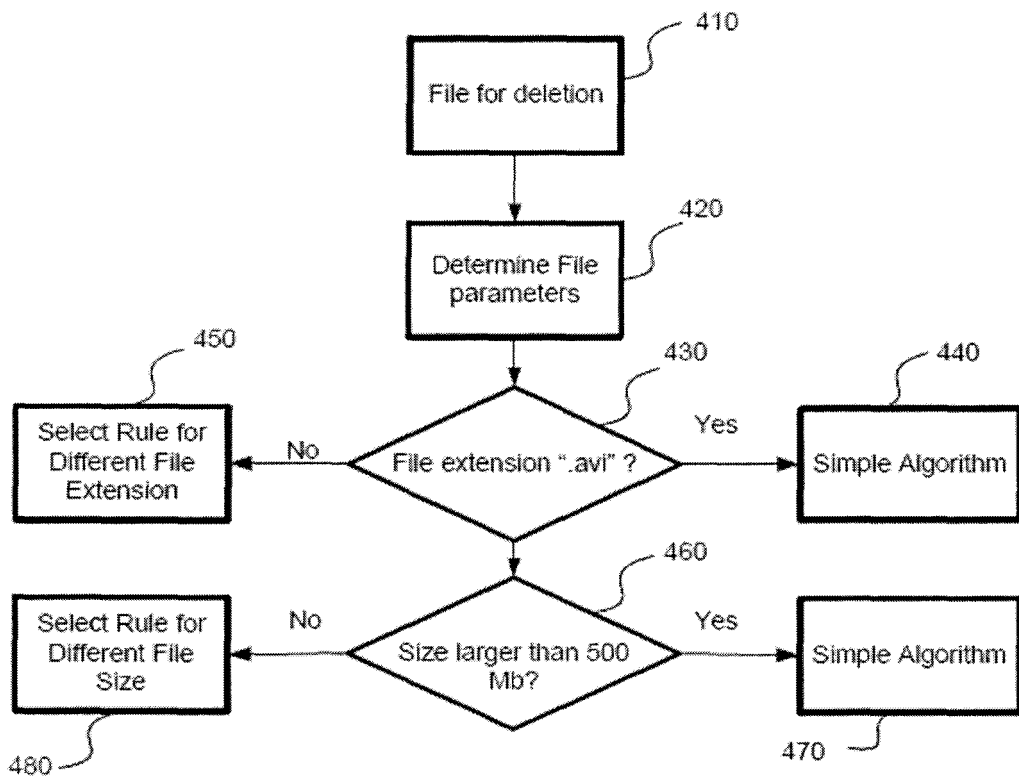 410
File for deletion
420
Determine File
parameters
450
430
440
Select Rule for
Different File
Extension
No
File extension ".avi" ?
Yes
Simple Algorithm
460
Select Rule for
Different File
Size
No
Size larger than 500
Mb?
Yes
Simple Algorithm
480
470